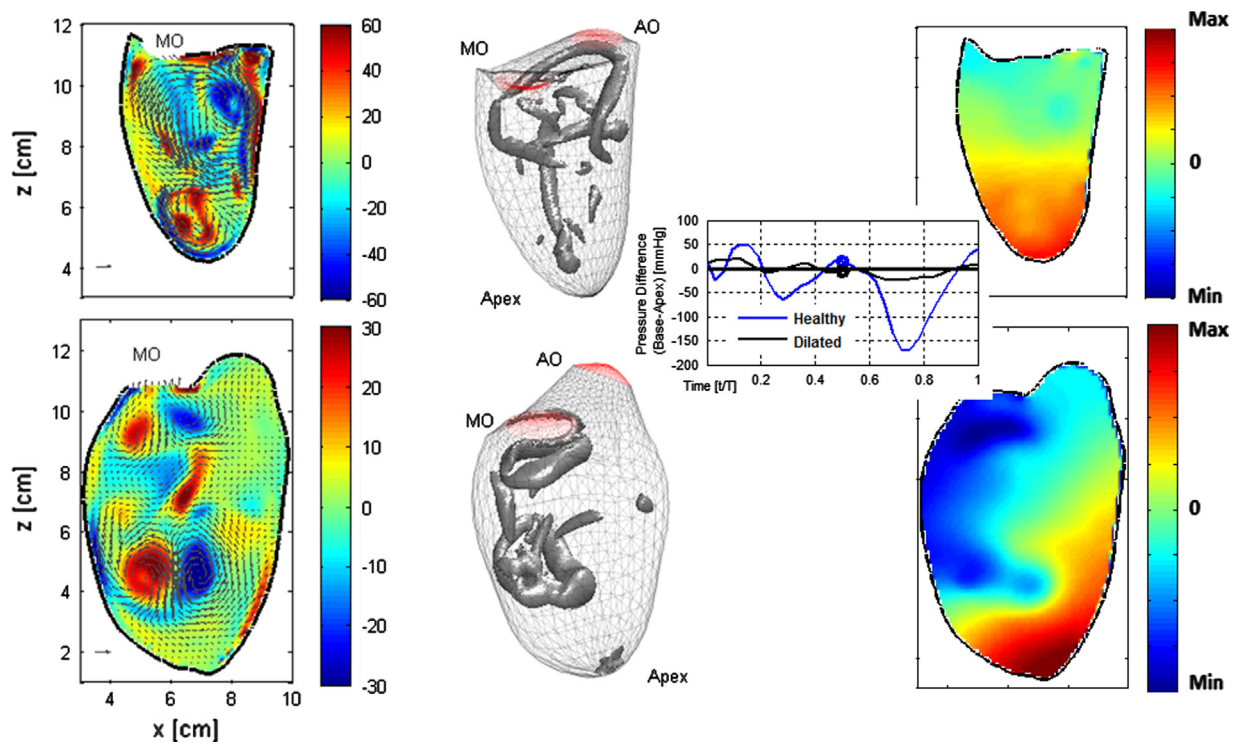 12
10
8
6
4
z [cm]
MO
60
40
20
0
-20
-40
-60
MO
AO
Apex
Max
0
Min
12
10
8
6
4
2
z [cm]
4 6 8 10
x [cm]
MO
30
20
10
0
-10
-20
-30
AO
MO
Apex
Pressure Difference
(Base-Apex) [mmHg]
100
50
0
-50
-100
-150
-200
Healthy
Dilated
Time [t/T] 0.2 0.4 0.6 0.8 1
Max
0
Min